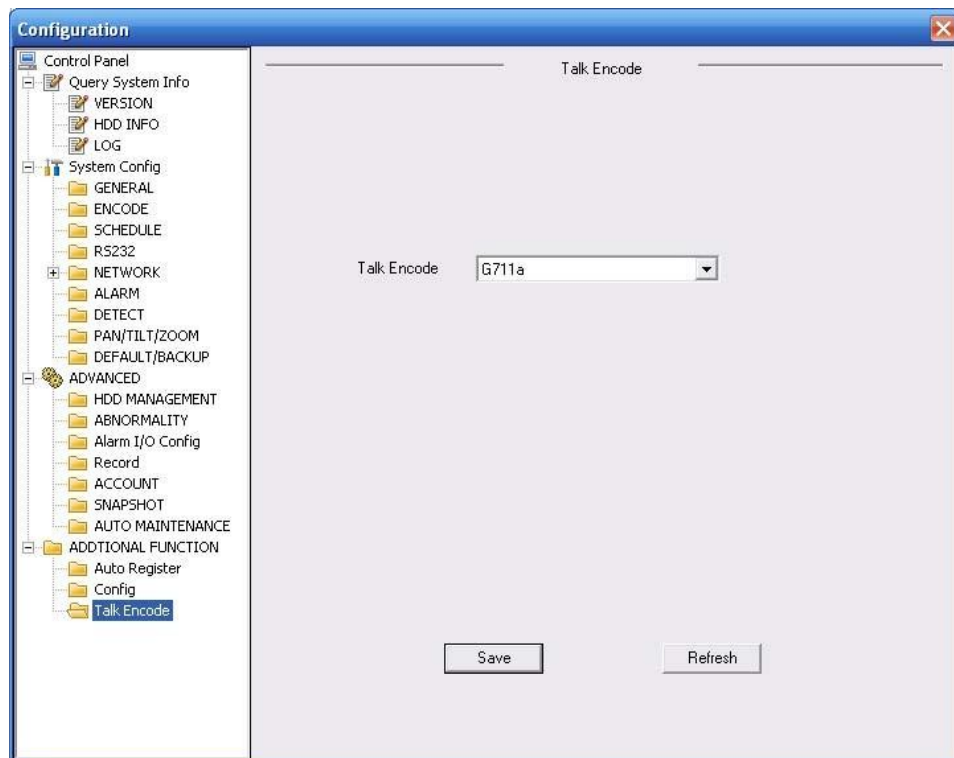 Configuration
Control Panel
Query System Info
VERSION
HDD INFO
LOG
System Config
GENERAL
ENCODE
SCHEDULE
RS232
NETWORK
ALARM
DETECT
PAN/TILT/ZOOM
DEFAULT/BACKUP
ADVANCED
HDD MANAGEMENT
ABNORMALITY
Alarm I/O Config
Record
ACCOUNT
SNAPSHOT
AUTO MAINTENANCE
ADDTIONAL FUNCTION
Auto Register
Config
Talk Encode
Talk Encode
Talk Encode G711a
Save Refresh